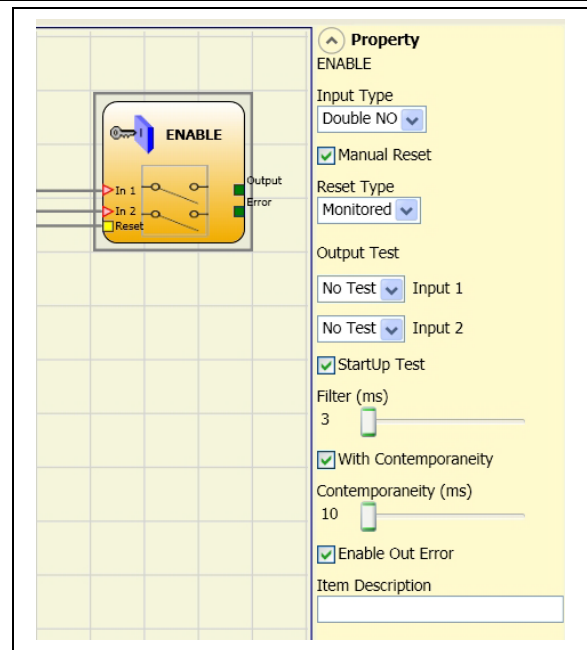 ENABLE
Output
In 1
Error
In 2
Reset
Property
ENABLE
Input Type
Double NO
Manual Reset
Reset Type
Monitored
Output Test
No Test Input 1
No Test Input 2
StartUp Test
Filter (ms)
3
With Contemporaneity
Contemporaneity (ms)
10
Enable Out Error
Item Description